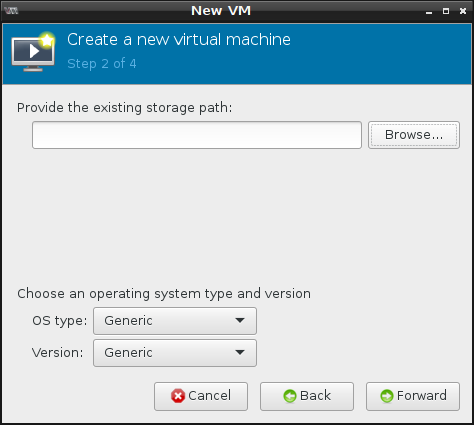 New VM
Create a new virtual machine
Step 2 of 4
Provide the existing storage path:
Browse...
Choose an operating system type and version
OS type: Generic
Version: Generic
Cancel Back Forward